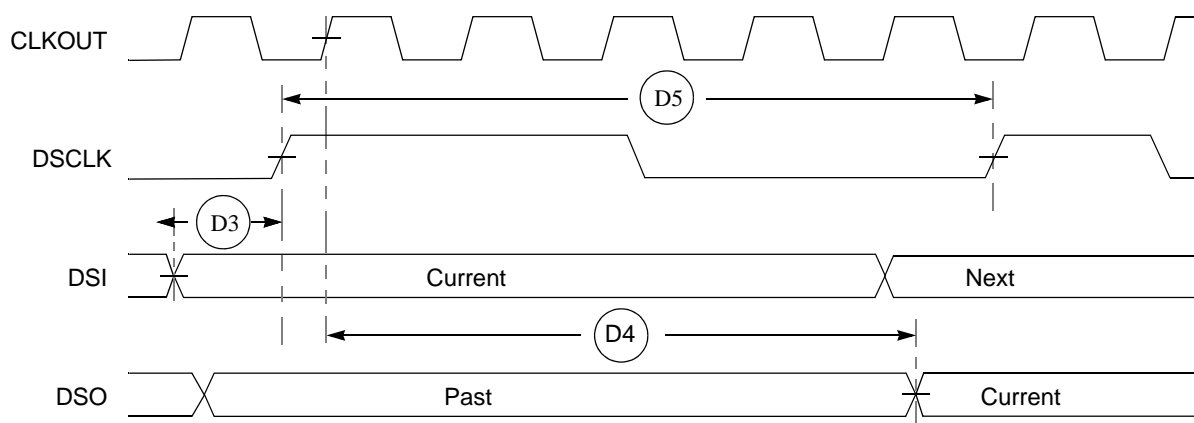 CLKOUT
D5
DSCLK
D3
DSI
Current
Next
D4
DSO
Past
Current